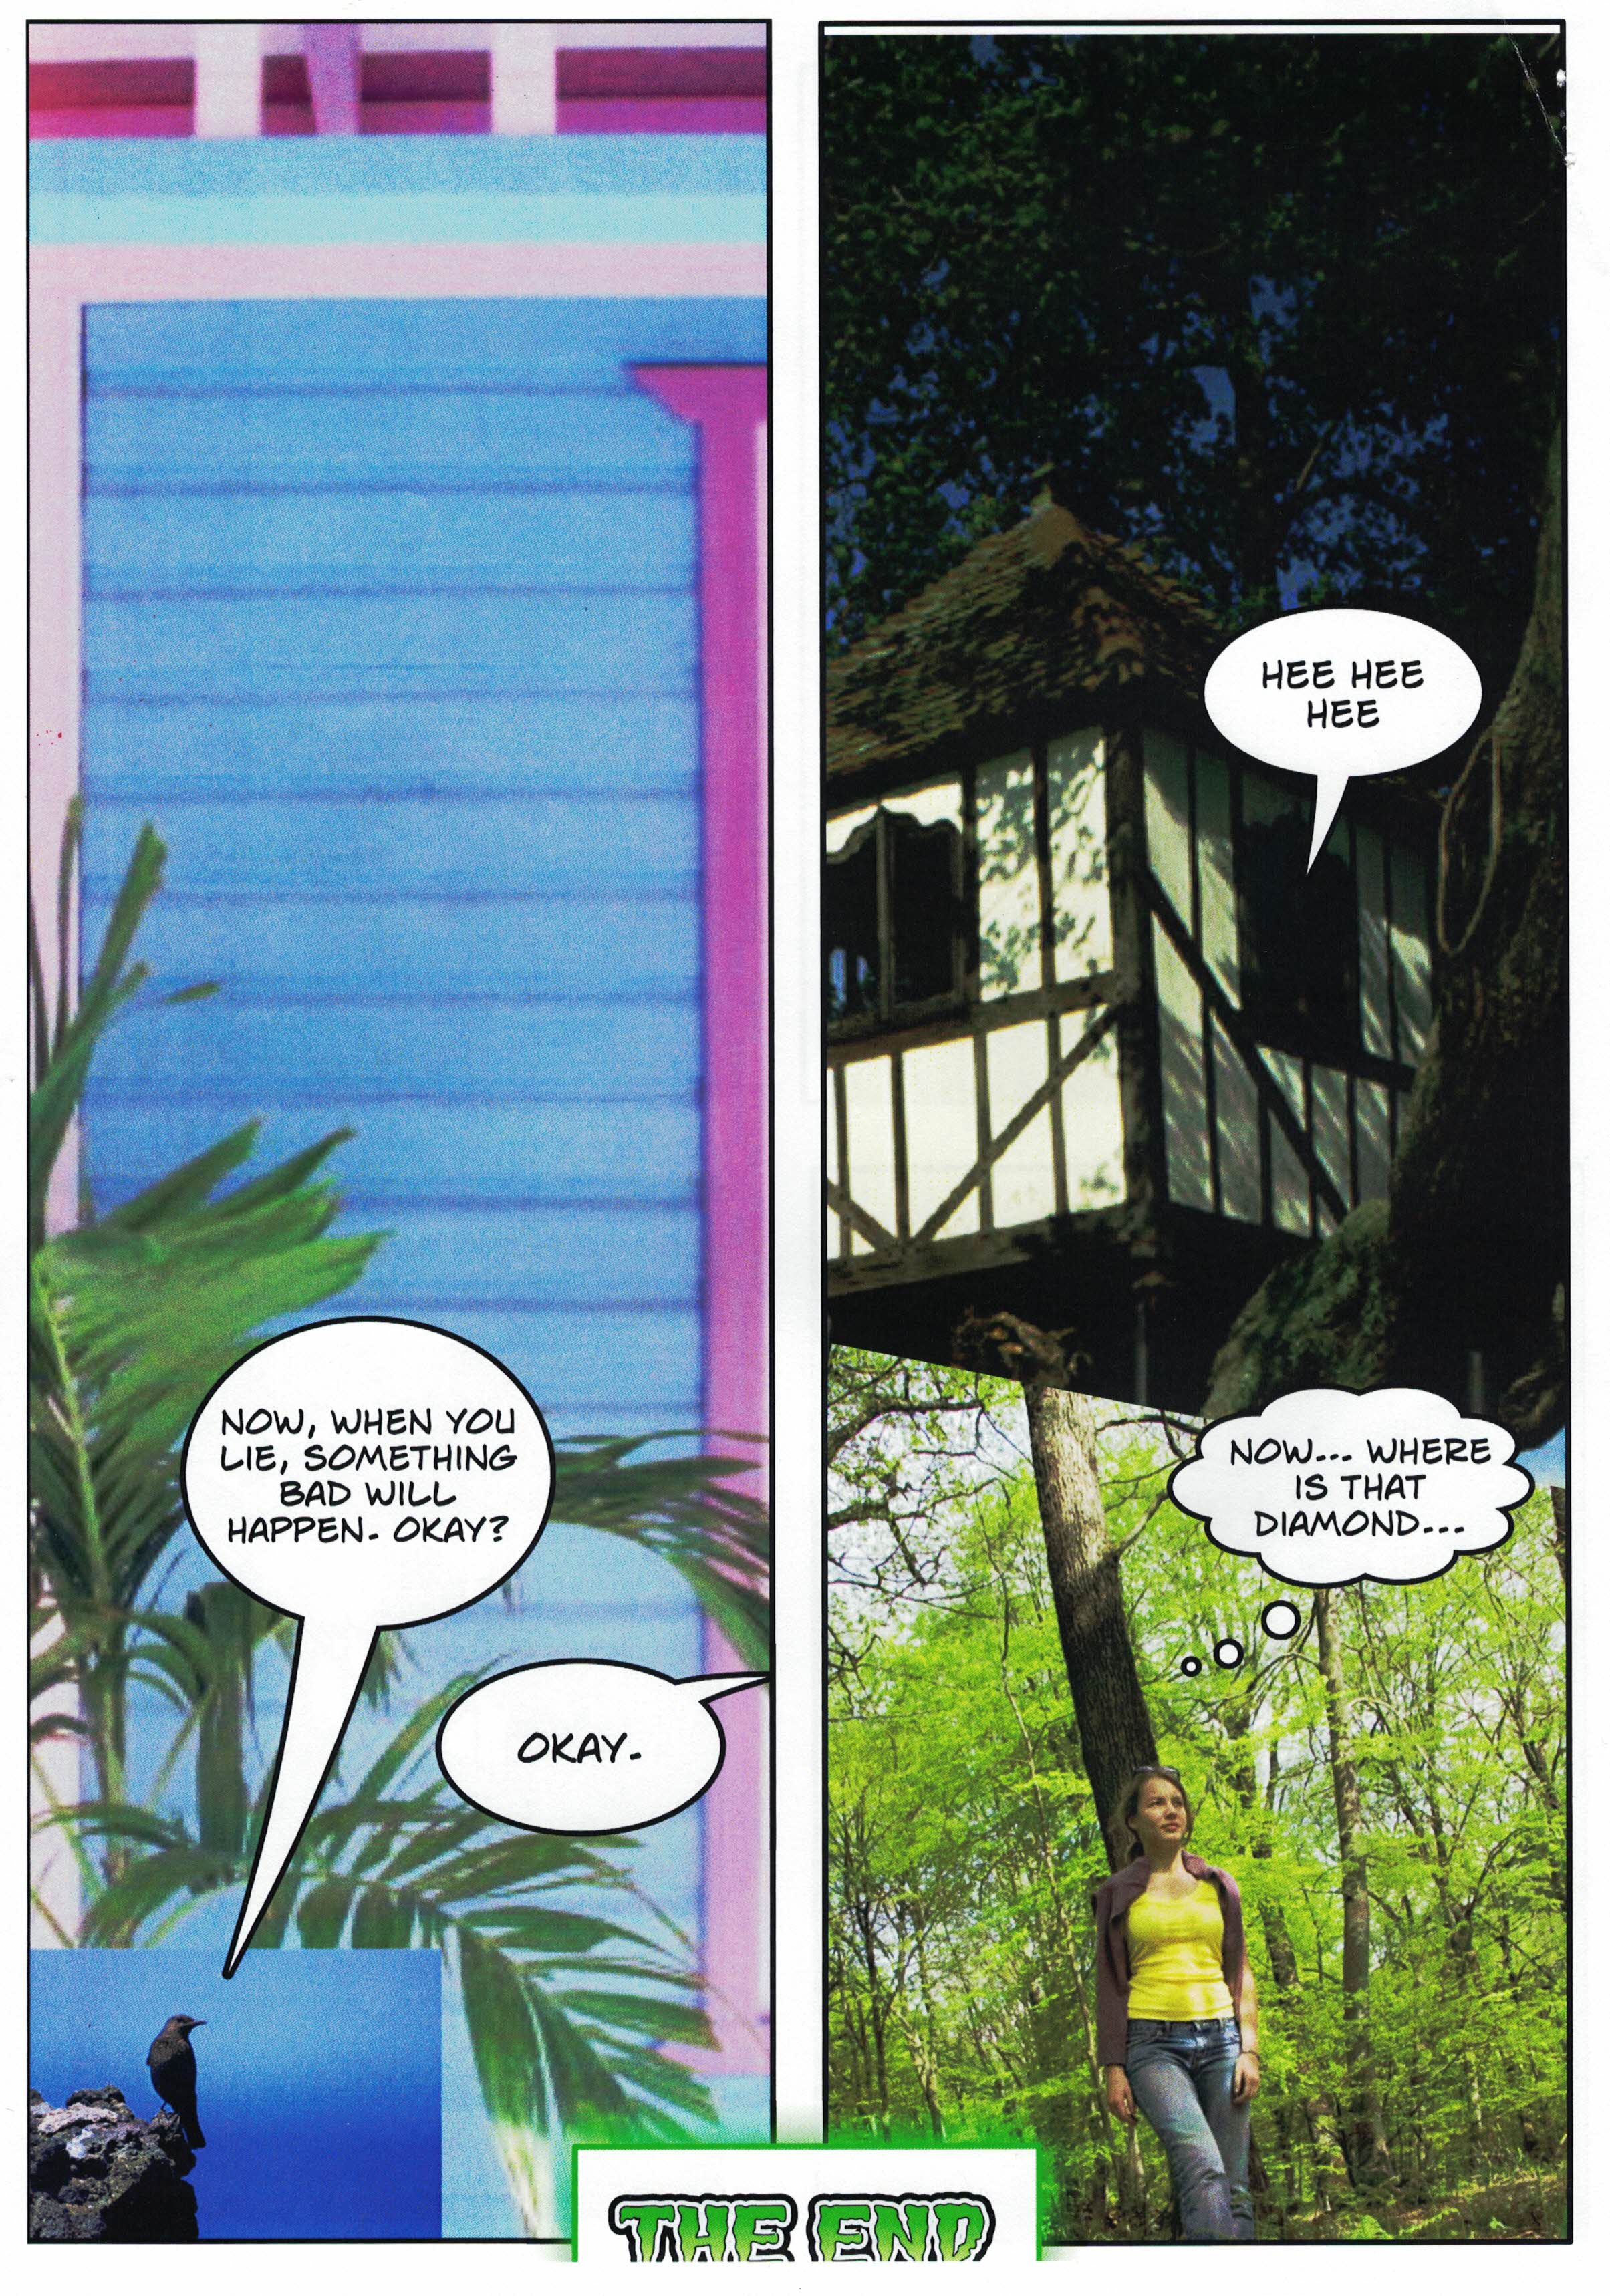 NOW, WHEN YOU
LIE, SOMETHING
BAD WILL
HAPPEN. OKAY?
OKAY.
HEE HEE
HEE
NOW... WHERE
IS THAT
DIAMOND...
THE END